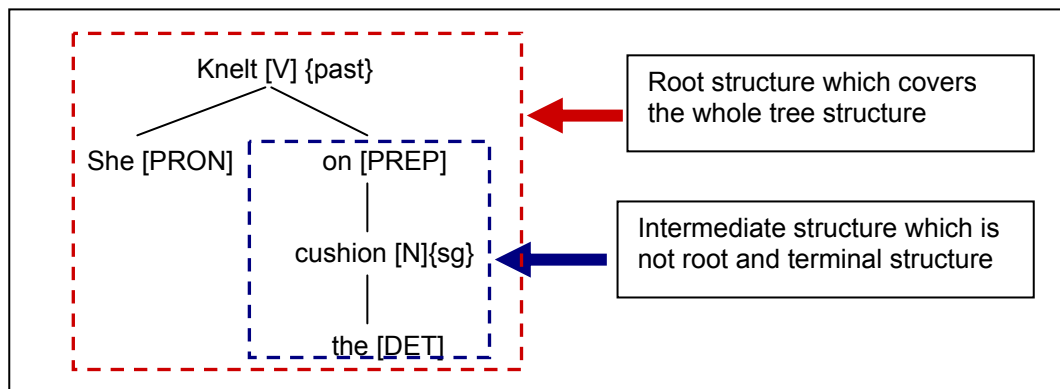 Knelt [V] {past}
She [PRON]
on [PREP]
cushion [N]{sg}
the [DET]
Root structure which covers
the whole tree structure
Intermediate structure which is
not root and terminal structure